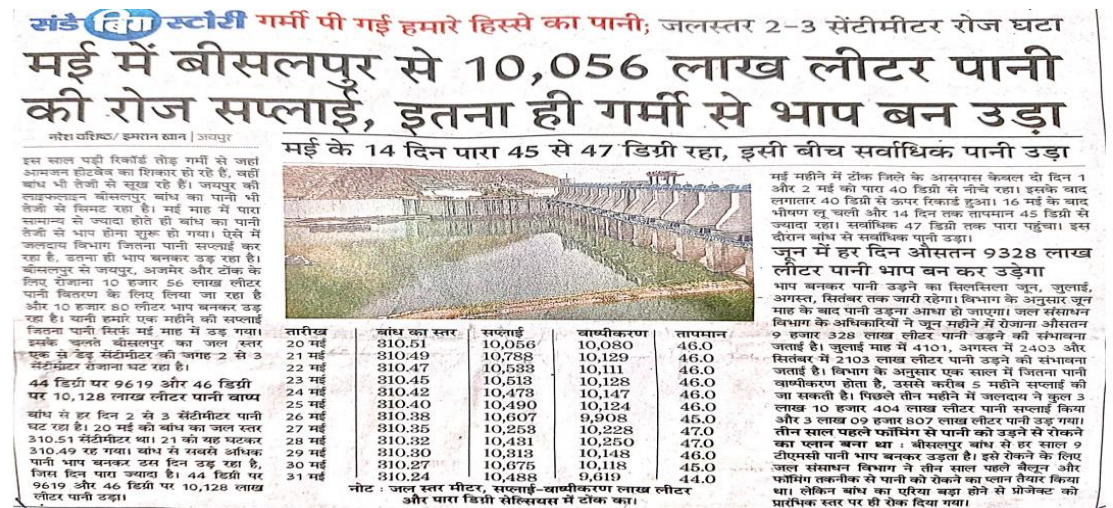 संडे बिग स्टोरी गर्मी पी गई हमारे हिस्से का पानी; जलस्तर 2-3 सेंटीमीटर रोज घटा
मई में बीसलपुर से 10,056 लाख लीटर पानी
की रोज सप्लाई, इतना ही गर्मी से भाप बन उड़ा
नरेश वशिष्ठ/ इमरान खान | जयपुर
मई के 14 दिन पारा 45 से 47 डिग्री रहा, इसी बीच सर्वाधिक पानी उड़ा
इस साल पड़ी रिकॉर्ड तोड़ गर्मी से जहां
आमजन हीटवेव का शिकार हो रहे हैं, वहीं
बांध भी तेजी से सूख रहे हैं। जयपुर की
लाइफलाइन बीसलपुर बांध का पानी भी
तेजी से सिमट रहा है। मई माह में पारा
सामान्य से ज्यादा होते ही बांध का पानी
तेजी से भाप होना शुरू हो गया। ऐसे में
जलदाय विभाग जितना पानी सप्लाई कर
रहा है, उतना ही भाप बनकर उड़ रहा है।
बीसलपुर से जयपुर, अजमेर और टोंक के
लिए रोजाना 10 हजार 56 लाख लीटर
पानी वितरण के लिए लिया जा रहा है
और 10 हजार 80 लीटर भाप बनकर उड़
रहा है। यानी हमारे एक महीने की सप्लाई
जितना पानी सिर्फ मई माह में उड़ गया।
इसके चलते बीसलपुर का जल स्तर
एक से डेढ़ सेंटीमीटर की जगह 2 से 3
सेंटीमीटर रोजाना घट रहा है।
44 डिग्री पर 9619 और 46 डिग्री
पर 10,128 लाख लीटर पानी वाष्प
बांध से हर दिन 2 से 3 सेंटीमीटर पानी
घट रहा है। 20 मई को बांध का जल स्तर
310.51 सेंटीमीटर था। 21 को यह घटकर
310.49 रह गया। बांध से सबसे अधिक
पानी भाप बनकर उस दिन उड़ रहा है,
जिस दिन पारा ज्यादा है। 44 डिग्री पर
9619 और 46 डिग्री पर 10,128 लाख
लीटर पानी उड़ा।
तारीख बांध का स्तर सप्लाई वाष्पीकरण तापमान
20 मई 310.51 10,056 10,080 46.0
21 मई 310.49 10,788 10,129 46.0
22 मई 310.47 10,533 10,111 46.0
23 मई 310.45 10,513 10,128 46.0
24 मई 310.42 10,473 10,147 46.0
25 मई 310.40 10,490 10,124 46.0
26 मई 310.38 10,607 9,908 45.0
27 मई 310.35 10,253 10,228 47.0
28 मई 310.32 10,431 10,250 47.0
29 मई 310.30 10,313 10,148 46.0
30 मई 310.27 10,675 10,118 45.0
31 मई 310.24 10,488 9,619 44.0
नोट : जल स्तर मीटर, सप्लाई-वाष्पीकरण लाख लीटर
और पारा डिग्री सेल्सियस में टोंक का।
मई महीने में टोंक जिले के आसपास केवल दो दिन 1
और 2 मई को पारा 40 डिग्री से नीचे रहा। इसके बाद
लगातार 40 डिग्री से ऊपर रिकार्ड हुआ। 16 मई के बाद
भीषण लू चली और 14 दिन तक तापमान 45 डिग्री से
ज्यादा रहा। सर्वाधिक 47 डिग्री तक पारा पहुंचा। इस
दौरान बांध से सर्वाधिक पानी उड़ा।
जून में हर दिन औसतन 9328 लाख
लीटर पानी भाप बन कर उड़ेगा
भाप बनकर पानी उड़ने का सिलसिला जून, जुलाई,
अगस्त, सितंबर तक जारी रहेगा। विभाग के अनुसार जून
माह के बाद पानी उड़ना आधा हो जाएगा। जल संसाधन
विभाग के अधिकारियों ने जून महीने में रोजाना औसतन
9 हजार 328 लाख लीटर पानी उड़ने की संभावना
जताई है। जुलाई माह में 4101, अगस्त में 2403 और
सितंबर में 2103 लाख लीटर पानी उड़ने की संभावना
जताई है। विभाग के अनुसार एक साल में जितना पानी
वाष्पीकरण होता है, उससे करीब 5 महीने सप्लाई की
जा सकती है। पिछले तीन महीने में जलदाय ने कुल 3
लाख 10 हजार 404 लाख लीटर पानी सप्लाई किया
और 3 लाख 09 हजार 807 लाख लीटर पानी उड़ गया।
तीन साल पहले फॉमिंग से पानी को उड़ने से रोकने
का प्लान बना था : बीसलपुर बांध से हर साल 9
टीएमसी पानी भाप बनकर उड़ता है। इसे रोकने के लिए
जल संसाधन विभाग ने तीन साल पहले बैलून और
फॉमिंग तकनीक से पानी को रोकने का प्लान तैयार किया
था। लेकिन बांध का एरिया बड़ा होने से प्रोजेक्ट को
प्रारंभिक स्तर पर ही रोक दिया गया।